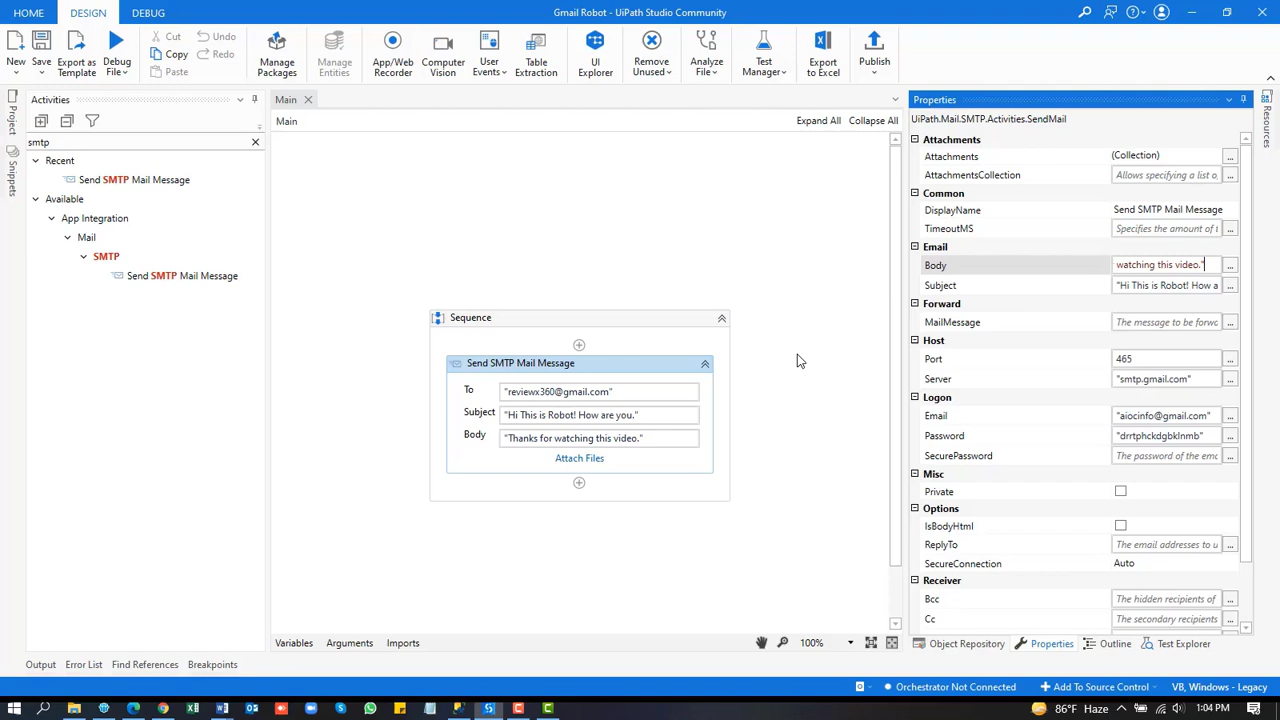 HOME
DESIGN
DEBUG
Gmail Robot - UiPath Studio Community
New
Save
Export as Template
Debug File
Cut
Copy
Paste
Undo
Redo
Manage Packages
Manage Entities
App/Web Recorder
Computer Vision
User Events
Table Extraction
UI Explorer
Remove Unused
Analyze File
Test Manager
Export to Excel
Publish
Project
Snippets
Activities
smtp
Recent
Send SMTP Mail Message
Available
App Integration
Mail
SMTP
Send SMTP Mail Message
Main
Main
Expand All
Collapse All
Sequence
Send SMTP Mail Message
To
"reviewx360@gmail.com"
Subject
"Hi This is Robot! How are you."
Body
"Thanks for watching this video."
Attach Files
Variables
Arguments
Imports
100%
Properties
UiPath.Mail.SMTP.Activities.SendMail
Attachments
Attachments
(Collection)
...
AttachmentsCollection
Allows specifying a list o
...
Common
DisplayName
Send SMTP Mail Message
TimeoutMS
Specifies the amount of t
...
Email
Body
watching this video."
...
Subject
"Hi This is Robot! How a
...
Forward
MailMessage
The message to be forwa
...
Host
Port
465
...
Server
"smtp.gmail.com"
...
Logon
Email
"aiocinfo@gmail.com"
...
Password
"drrtphckdgbklnmb"
...
SecurePassword
The password of the ema
...
Misc
Private
Options
IsBodyHtml
ReplyTo
The email addresses to u
...
SecureConnection
Auto
Receiver
Bcc
The hidden recipients of
...
Cc
The secondary recipients
...
Object Repository
Properties
Outline
Test Explorer
Resources
Output
Error List
Find References
Breakpoints
Orchestrator Not Connected
Add To Source Control
VB, Windows - Legacy
86°F Haze
1:04 PM